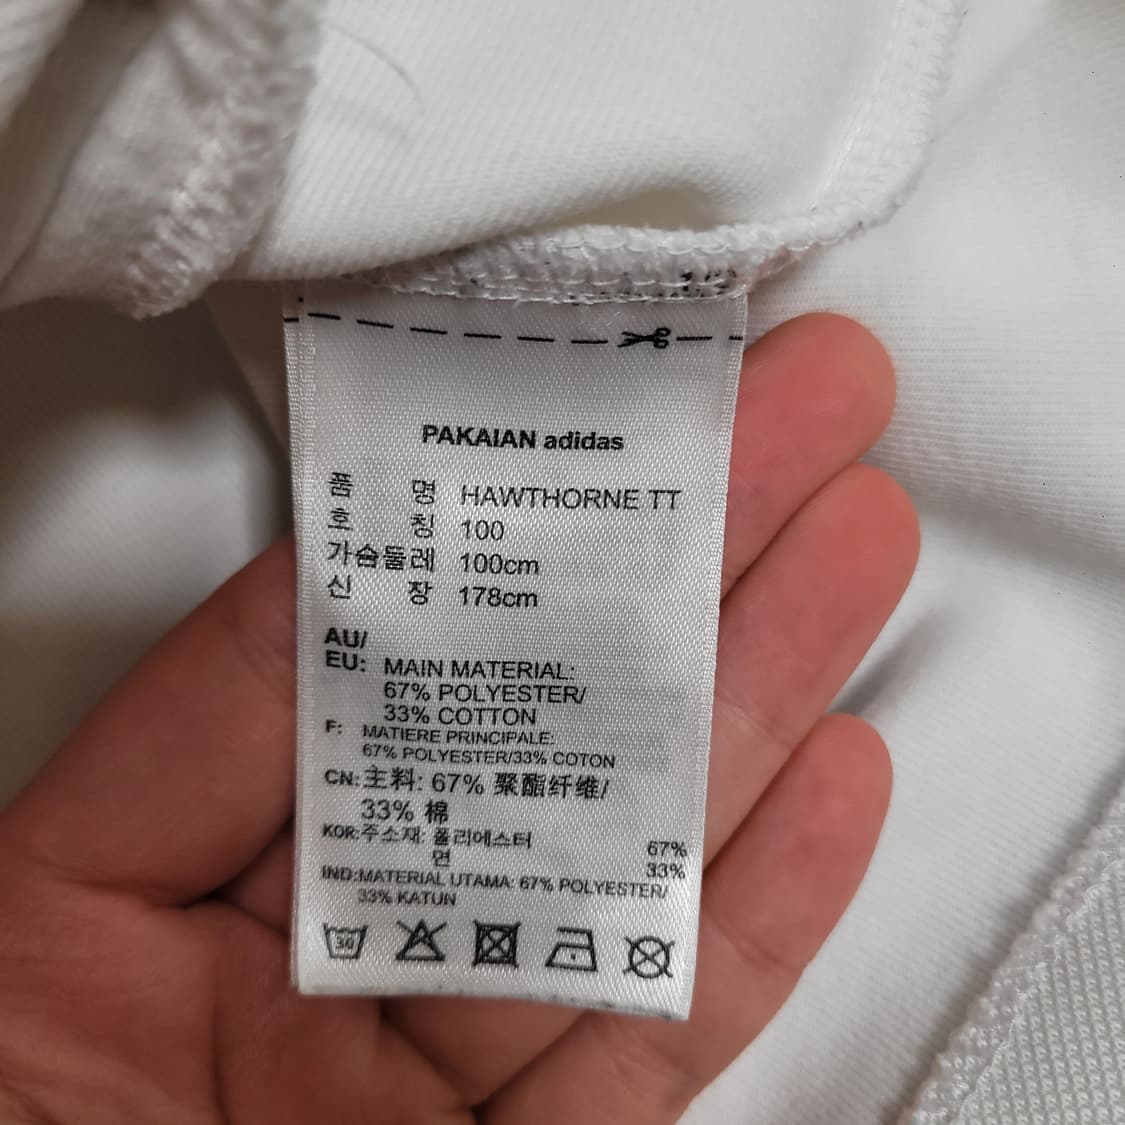 PAKAIAN adidas
품 명 HAWTHORNE TT
호 칭 100
가슴둘레 100cm
신 장 178cm
AU/
EU: MAIN MATERIAL:
67% POLYESTER/
33% COTTON
F: MATIERE PRINCIPALE:
67% POLYESTER/33% COTON
CN: 主料: 67% 聚酯纤维/
33% 棉
KOR: 주소재: 폴리에스터 67%
면 33%
IND: MATERIAL UTAMA: 67% POLYESTER/
33% KATUN
30